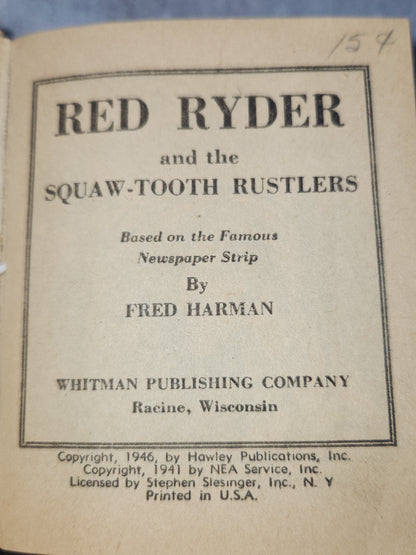 15¢
RED RYDER
and the
SQUAW-TOOTH RUSTLERS
Based on the Famous
Newspaper Strip
By
FRED HARMAN
WHITMAN PUBLISHING COMPANY
Racine, Wisconsin
Copyright, 1946, by Hawley Publications, Inc.
Copyright, 1941 by NEA Service, Inc.
Licensed by Stephen Slesinger, Inc., N. Y
Printed in U.S.A.